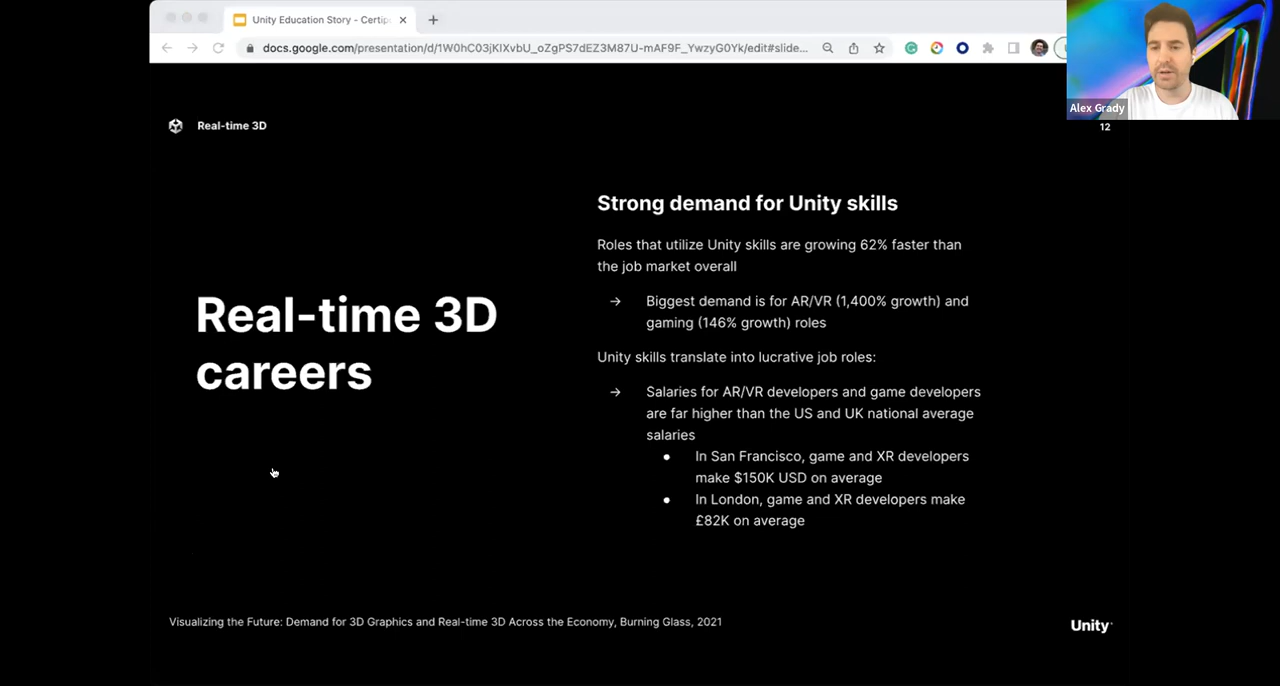 Unity Education Story - Certip
docs.google.com/presentation/d/1W0hC03jKIXvbU_oZgPS7dEZ3M87U-mAF9F_YwzyG0Yk/edit#slide...
Alex Grady
Real-time 3D
12
Real-time 3D
careers
Strong demand for Unity skills
Roles that utilize Unity skills are growing 62% faster than
the job market overall
→ Biggest demand is for AR/VR (1,400% growth) and
gaming (146% growth) roles
Unity skills translate into lucrative job roles:
→ Salaries for AR/VR developers and game developers
are far higher than the US and UK national average
salaries
● In San Francisco, game and XR developers
make $150K USD on average
● In London, game and XR developers make
£82K on average
Visualizing the Future: Demand for 3D Graphics and Real-time 3D Across the Economy, Burning Glass, 2021
Unity